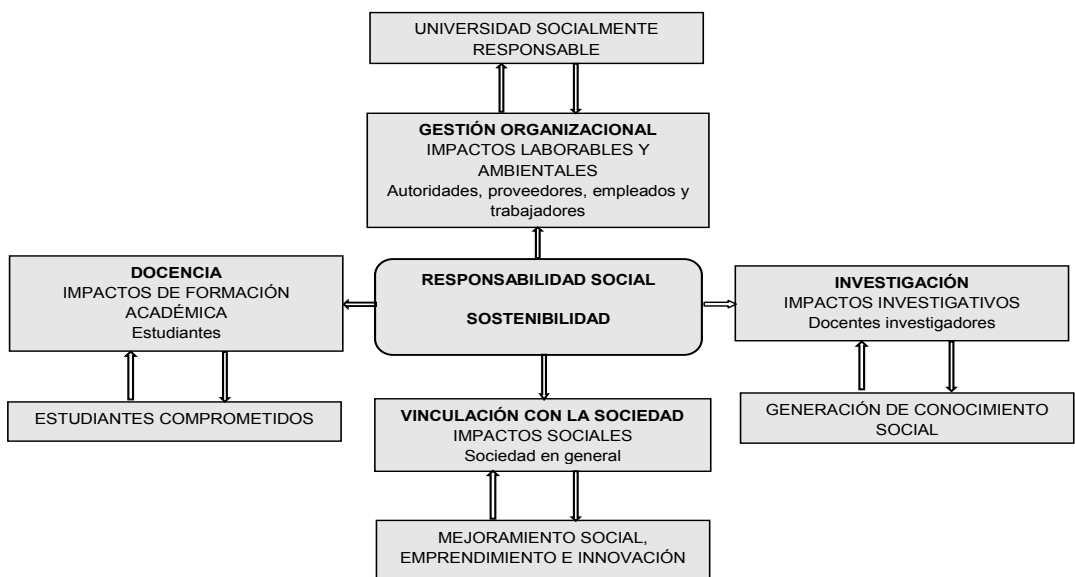 UNIVERSIDAD SOCIALMENTE
RESPONSABLE
GESTIÓN ORGANIZACIONAL
IMPACTOS LABORABLES Y
AMBIENTALES
Autoridades, proveedores, empleados y
trabajadores
DOCENCIA
IMPACTOS DE FORMACIÓN
ACADÉMICA
Estudiantes
RESPONSABILIDAD SOCIAL
SOSTENIBILIDAD
INVESTIGACIÓN
IMPACTOS INVESTIGATIVOS
Docentes investigadores
ESTUDIANTES COMPROMETIDOS
VINCULACIÓN CON LA SOCIEDAD
IMPACTOS SOCIALES
Sociedad en general
GENERACIÓN DE CONOCIMIENTO
SOCIAL
MEJORAMIENTO SOCIAL,
EMPRENDIMIENTO E INNOVACIÓN